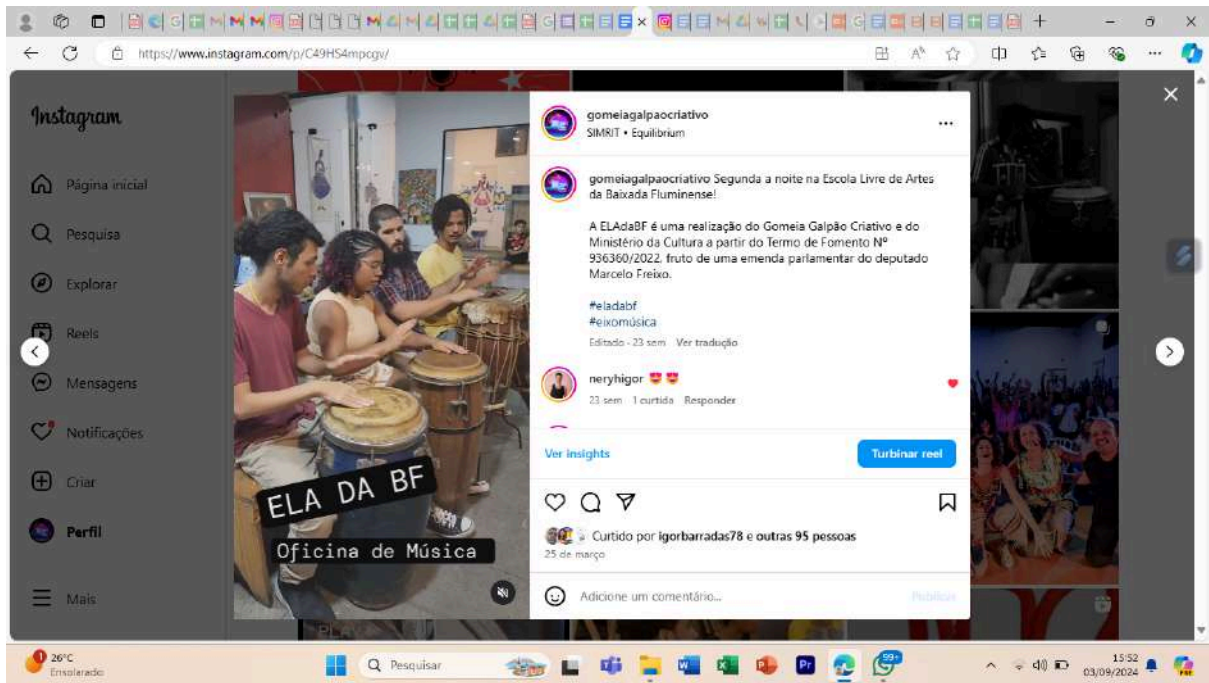 https://www.instagram.com/p/C49HS4mpcgv/
Instagram
Página inicial
Pesquisa
Explorar
Reels
Mensagens
Notificações
Criar
Perfil
Mais
ELA DA BF
Oficina de Música
gomeiagalpaocriativo
SIMRIT • Equilibrium
gomeiagalpaocriativo Segunda a noite na Escola Livre de Artes
da Baixada Fluminense!
A ELAdaBF é uma realização do Gomeia Galpão Criativo e do
Ministério da Cultura a partir do Termo de Fomento Nº
936360/2022, fruto de uma emenda parlamentar do deputado
Marcelo Freixo.
#eladabf
#eixomúsica
Editado · 23 sem Ver tradução
neryhigor 😍 😍
23 sem 1 curtida Responder
Ver insights
Turbinar reel
Curtido por igorbarradas78 e outras 95 pessoas
25 de março
Adicione um comentário...
Publicar
1
26°C
Ensolarado
Pesquisar
Pr
99+
15:52
03/09/2024